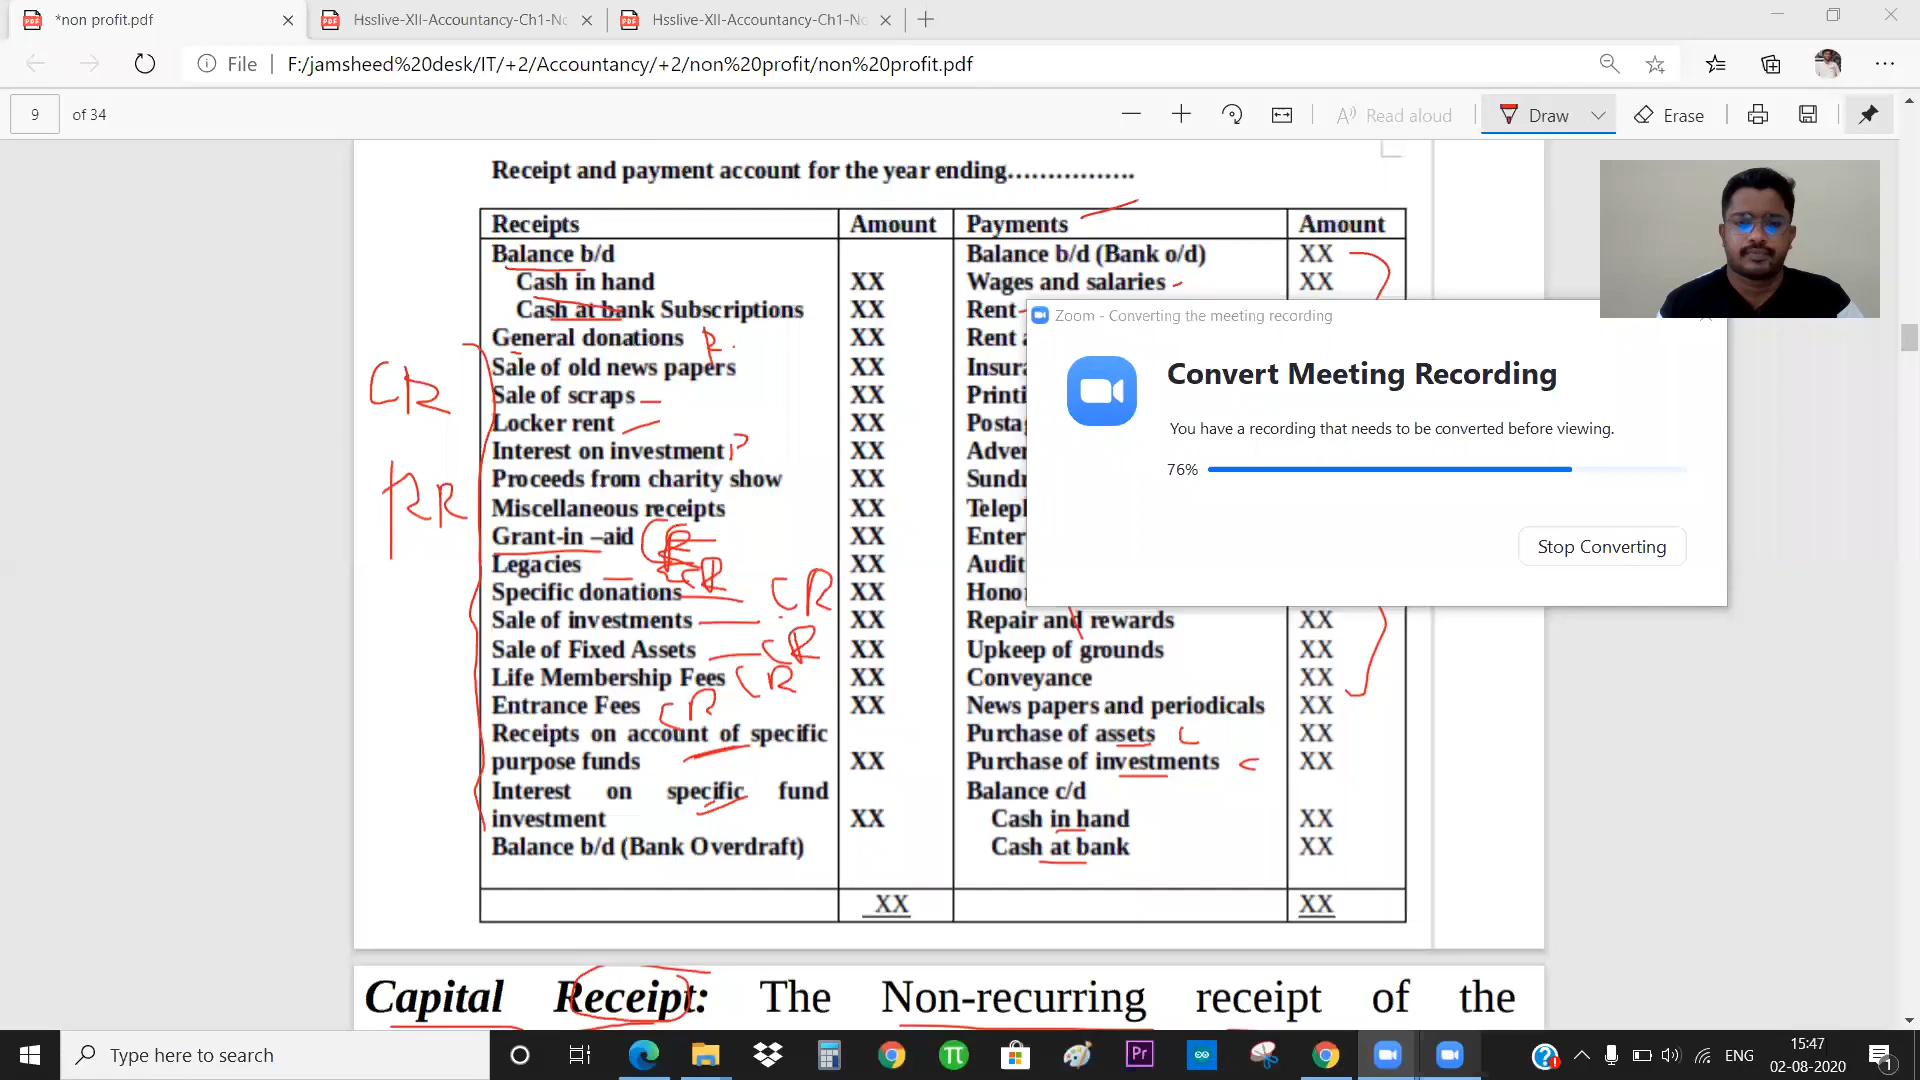 *non profit.pdf
Hsslive-XII-Accountancy-Ch1-No
Hsslive-XII-Accountancy-Ch1-No
File
F:/jamsheed%20desk/IT/+2/Accountancy/+2/non%20profit/non%20profit.pdf
9 of 34
Read aloud
Draw
Erase
Receipt and payment account for the year ending…………….
Receipts Amount Payments Amount
Balance b/d Balance b/d (Bank o/d) XX
Cash in hand XX Wages and salaries XX
Cash at bank Subscriptions XX Rent
General donations R XX Rent
Sale of old news papers XX Insura
Sale of scraps XX Printi
Locker rent XX Posta
Interest on investment XX Adver
Proceeds from charity show XX Sundr
Miscellaneous receipts XX Telep
Grant-in –aid XX Enter
Legacies CR XX Audit
Specific donations CR XX Hono
Sale of investments XX Repair and rewards XX
Sale of Fixed Assets CR XX Upkeep of grounds XX
Life Membership Fees CR XX Conveyance XX
Entrance Fees CR XX News papers and periodicals XX
Receipts on account of specific Purchase of assets C XX
purpose funds XX Purchase of investments C XX
Interest on specific fund Balance c/d
investment XX Cash in hand XX
Balance b/d (Bank Overdraft) Cash at bank XX
XX XX
CR
RR
Zoom - Converting the meeting recording
Convert Meeting Recording
You have a recording that needs to be converted before viewing.
76%
Stop Converting
Capital Receipt: The Non-recurring receipt of the
Type here to search
Pr
ENG
15:47
02-08-2020
1